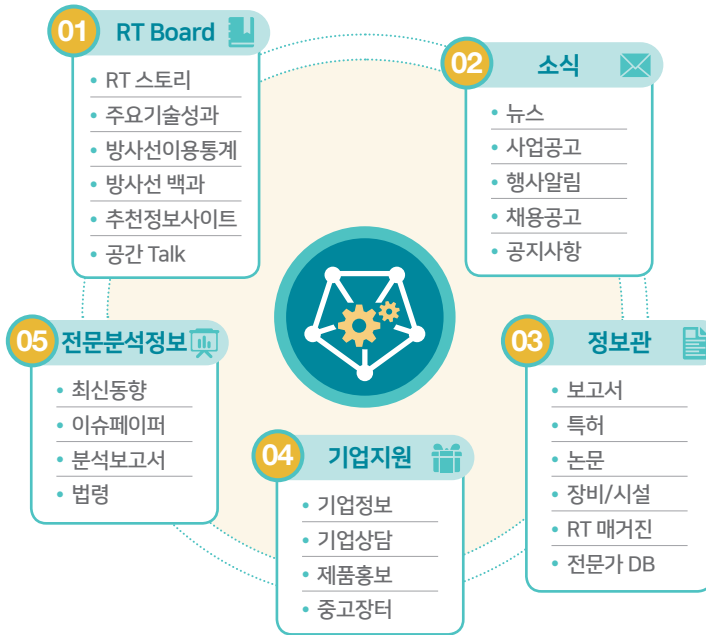 01 RT Board
• RT 스토리
• 주요기술성과
• 방사선이용통계
• 방사선 백과
• 추천정보사이트
• 공간 Talk
02 소식
• 뉴스
• 사업공고
• 행사알림
• 채용공고
• 공지사항
03 정보관
• 보고서
• 특허
• 논문
• 장비/시설
• RT 매거진
• 전문가 DB
04 기업지원
• 기업정보
• 기업상담
• 제품홍보
• 중고장터
05 전문분석정보
• 최신동향
• 이슈페이퍼
• 분석보고서
• 법령